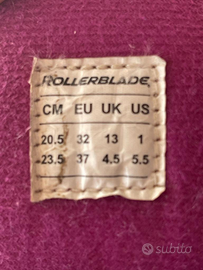 ROLLERBLADE
CM EU UK US
20.5 32 13 1
23.5 37 4.5 5.5
subito